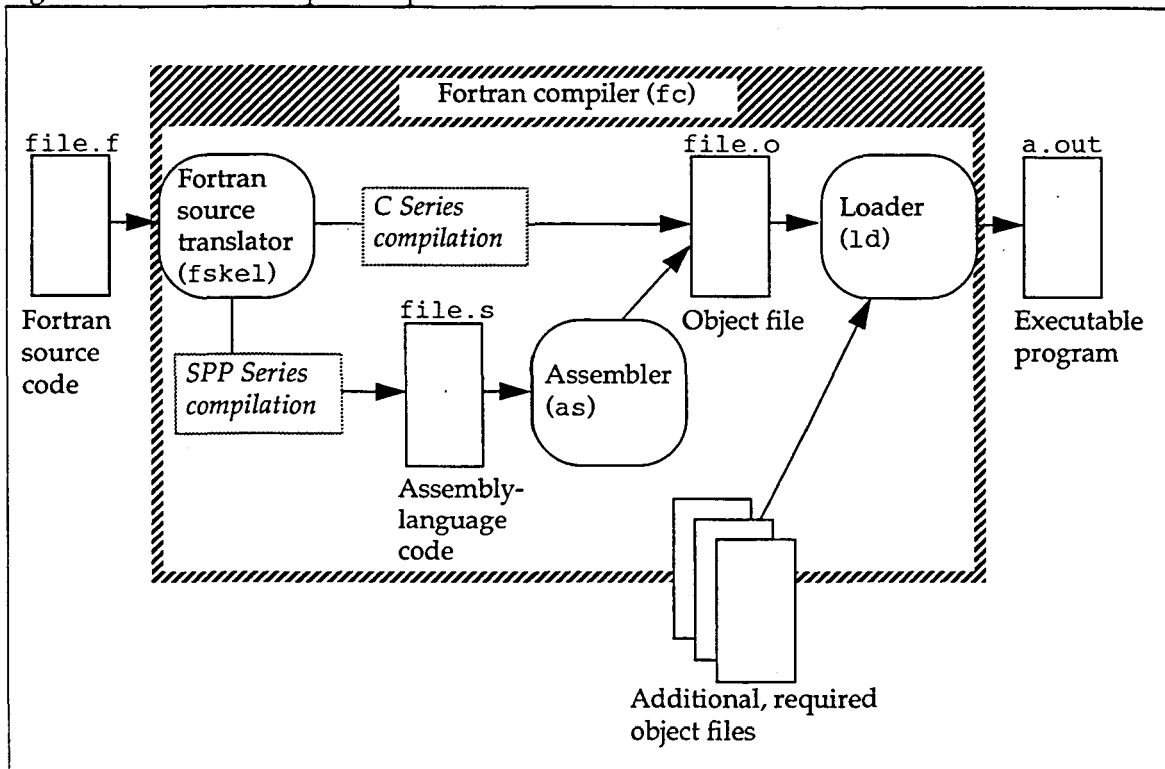 Fortran compiler (fc)
file.f
Fortran
source
code
Fortran
source
translator
(fskel)
C Series
compilation
SPP Series
compilation
file.s
Assembly-
language
code
Assembler
(as)
file.o
Object file
Loader
(ld)
a.out
Executable
program
Additional, required
object files